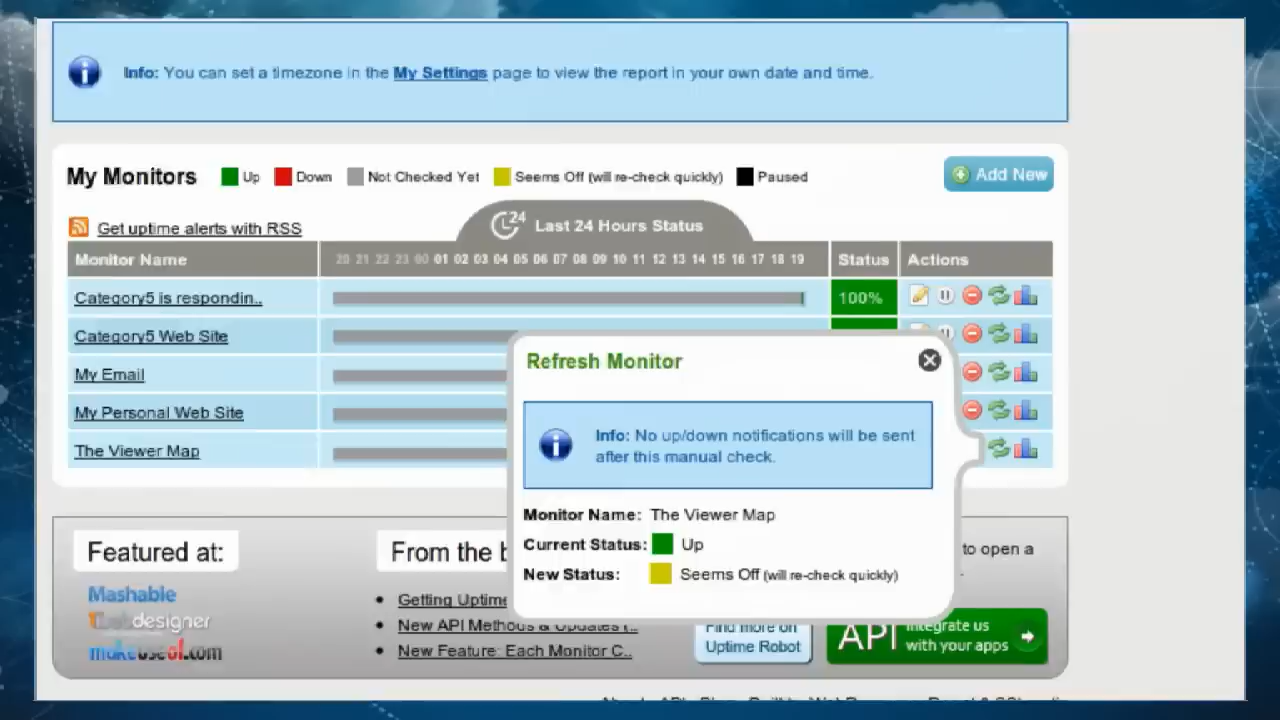 Info: You can set a timezone in the My Settings page to view the report in your own date and time.
My Monitors
Up
Down
Not Checked Yet
Seems Off (will re-check quickly)
Paused
Add New
Get uptime alerts with RSS
24
Last 24 Hours Status
Monitor Name
20 21 22 23 00 01 02 03 04 05 06 07 08 09 10 11 12 13 14 15 16 17 18 19
Status
Actions
Category5 is respondin..
100%
Category5 Web Site
My Email
My Personal Web Site
The Viewer Map
Refresh Monitor
Info: No up/down notifications will be sent
after this manual check.
Monitor Name: The Viewer Map
Current Status: Up
New Status: Seems Off (will re-check quickly)
Featured at:
Mashable
designer
makeuseof.com
From the b
Getting Uptime
New API Methods & Updates (..
New Feature: Each Monitor C..
to open a
Find more on
Uptime Robot
API
integrate us
with your apps